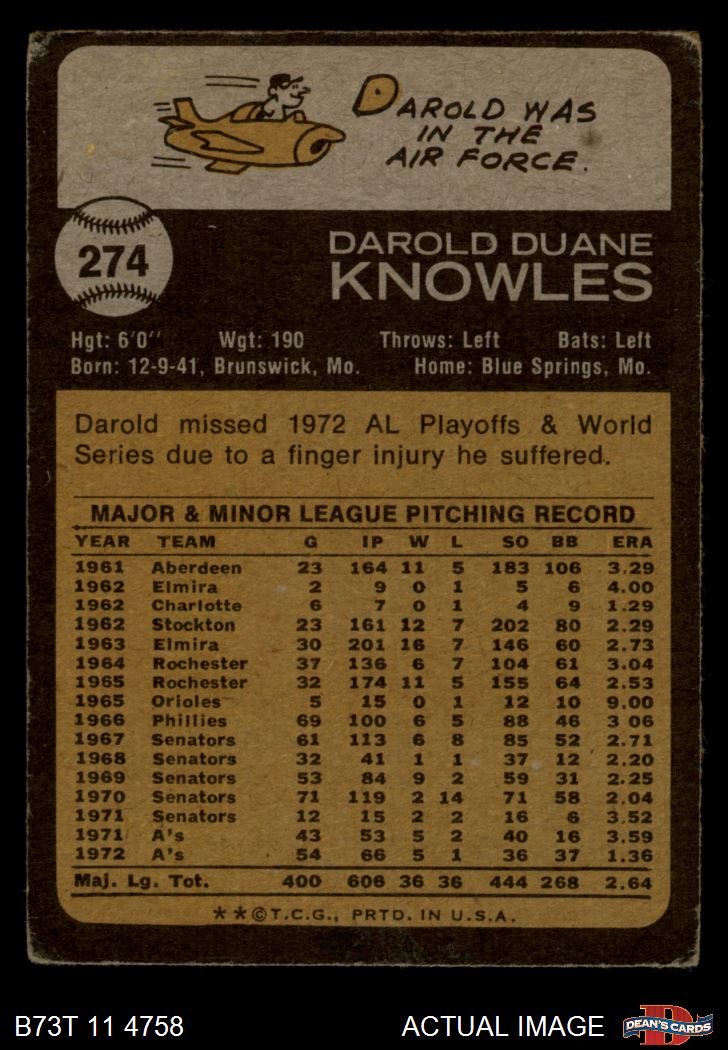 DAROLD WAS
IN THE
AIR FORCE.
274
DAROLD DUANE
KNOWLES
Hgt: 6'0'' Wgt: 190 Throws: Left Bats: Left
Born: 12-9-41, Brunswick, Mo. Home: Blue Springs, Mo.
Darold missed 1972 AL Playoffs & World
Series due to a finger injury he suffered.
MAJOR & MINOR LEAGUE PITCHING RECORD
YEAR TEAM G IP W L SO BB ERA
1961 Aberdeen 23 164 11 5 183 106 3.29
1962 Elmira 2 9 0 1 5 6 4.00
1962 Charlotte 6 7 0 1 4 9 1.29
1962 Stockton 23 161 12 7 202 80 2.29
1963 Elmira 30 201 16 7 146 60 2.73
1964 Rochester 37 136 6 7 104 61 3.04
1965 Rochester 32 174 11 5 155 64 2.53
1965 Orioles 5 15 0 1 12 10 9.00
1966 Phillies 69 100 6 5 88 46 3 06
1967 Senators 61 113 6 8 85 52 2.71
1968 Senators 32 41 1 1 37 12 2.20
1969 Senators 53 84 9 2 59 31 2.25
1970 Senators 71 119 2 14 71 58 2.04
1971 Senators 12 15 2 2 16 6 3.52
1971 A's 43 53 5 2 40 16 3.59
1972 A's 54 66 5 1 36 37 1.36
Maj. Lg. Tot. 400 606 36 36 444 268 2.64
**©T.C.G., PRTD. IN U.S.A.
B73T 11 4758 ACTUAL IMAGE DEAN'S CARDS